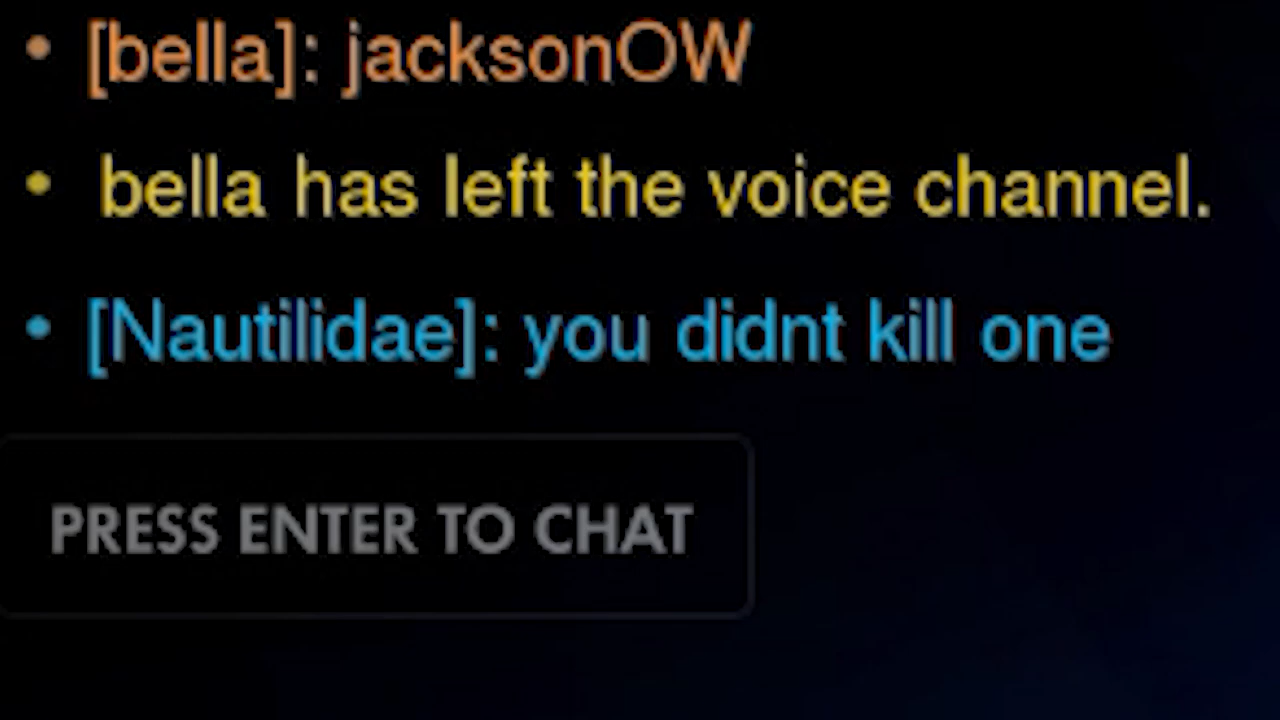 • [bella]: jacksonOW
• bella has left the voice channel.
• [Nautilidae]: you didnt kill one
PRESS ENTER TO CHAT